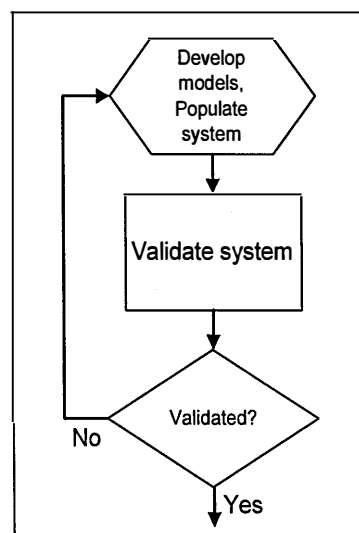 Develop
models,
Populate
system
Validate system
Validated?
No
Yes